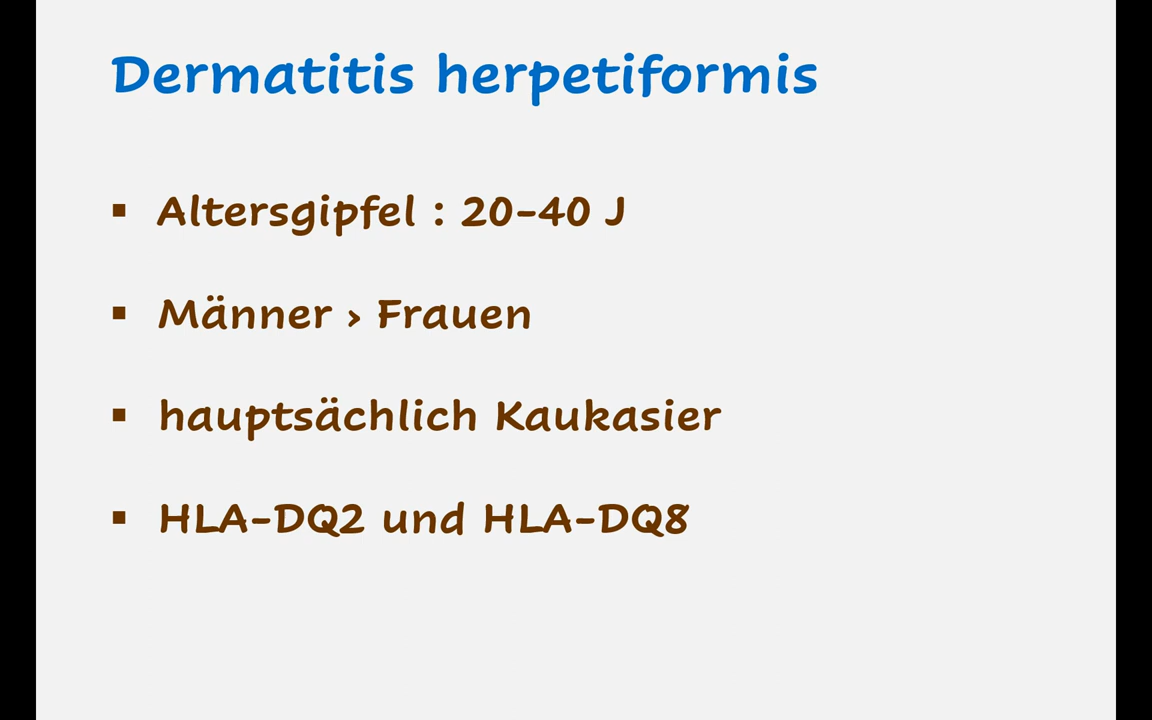 Dermatitis herpetiformis
▪ Altersgipfel : 20-40 J
▪ Männer > Frauen
▪ hauptsächlich Kaukasier
▪ HLA-DQ2 und HLA-DQ8